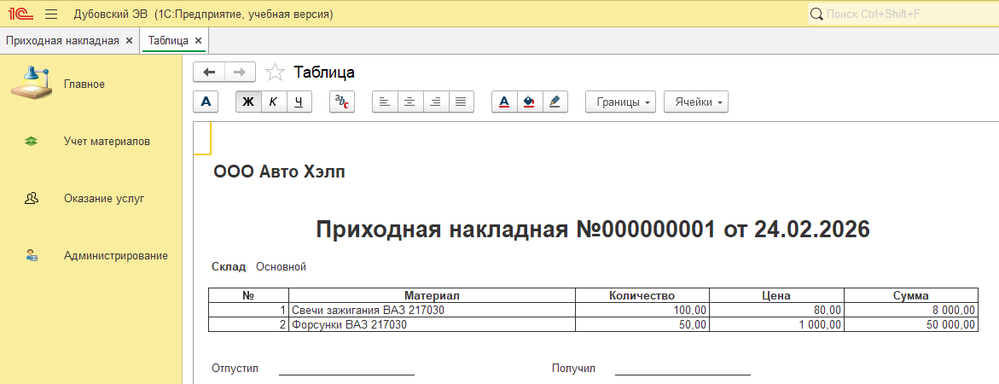 1С Дубовский ЭВ (1С:Предприятие, учебная версия) Поиск Ctrl+Shift+F
Приходная накладная × Таблица ×
Главное
Учет материалов
Оказание услуг
Администрирование
Таблица
А Ж К Ч abc А Границы Ячейки
ООО Авто Хэлп
Приходная накладная №000000001 от 24.02.2026
Склад Основной
№ Материал Количество Цена Сумма
1 Свечи зажигания ВАЗ 217030 100,00 80,00 8 000,00
2 Форсунки ВАЗ 217030 50,00 1 000,00 50 000,00
Отпустил Получил